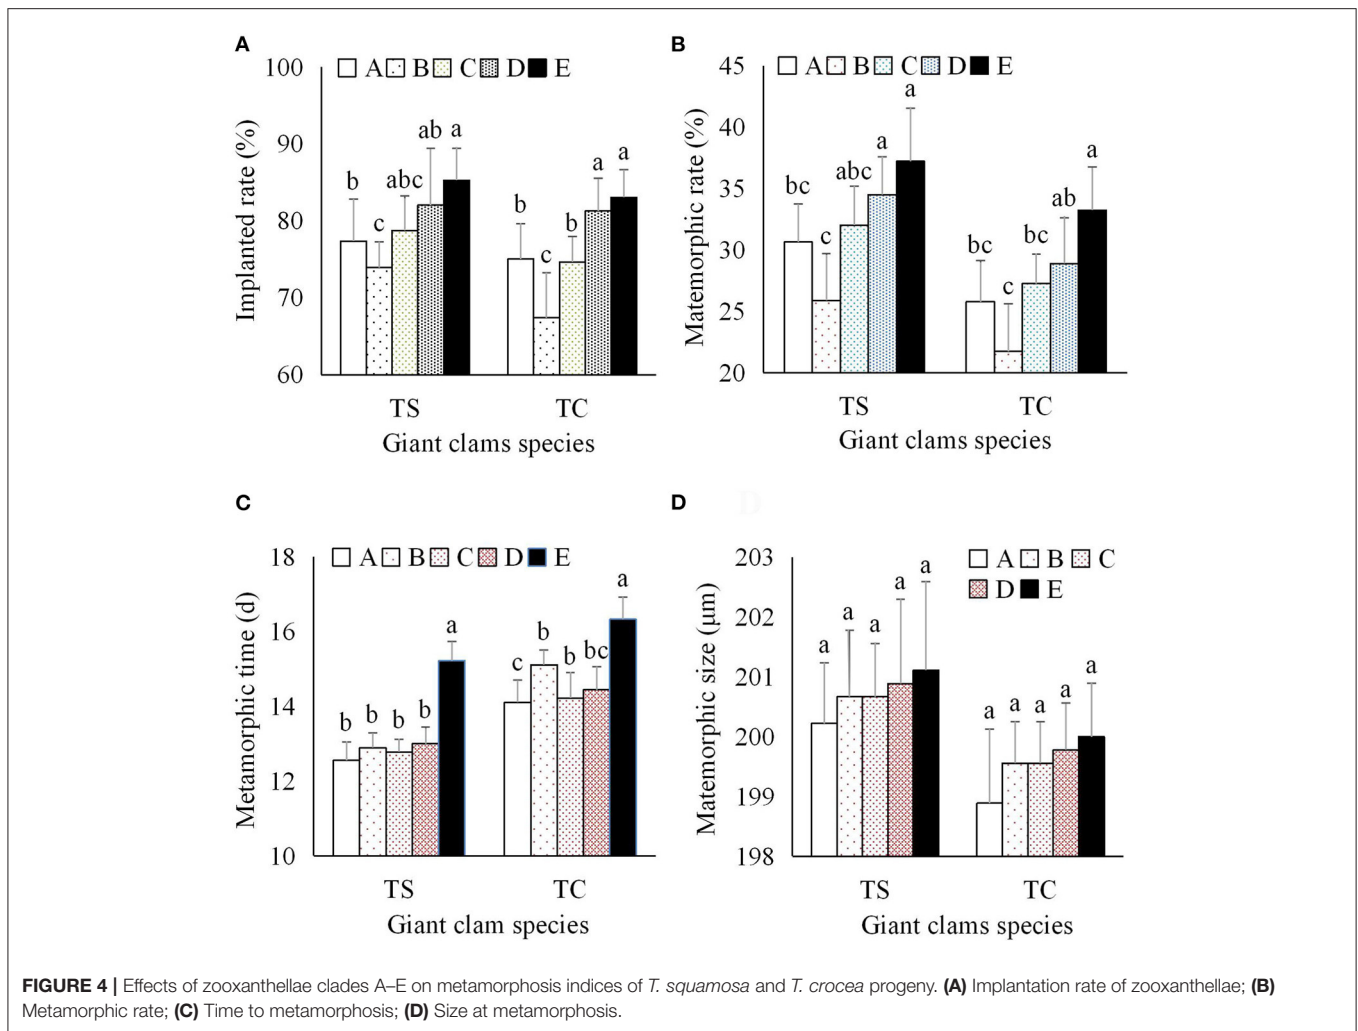 A
A B C D E
100
90
80
70
60
Implanted rate (%)
b c abc ab a
b c b a a
TS TC
Giant clams species
B
A B C D E
45
40
35
30
25
20
Matemorphic rate (%)
bc c abc a a
bc c bc ab a
TS TC
Giant clams species
C
A B C D E
18
16
14
12
10
Metamorphic time (d)
b b b b a
c b b bc a
TS TC
Giant clam species
D
A B C
D E
203
202
201
200
199
198
Matemorphic size (μm)
a a a a a
a a a a a
TS TC
Giant clams species
FIGURE 4 | Effects of zooxanthellae clades A–E on metamorphosis indices of T. squamosa and T. crocea progeny. (A) Implantation rate of zooxanthellae; (B)
Metamorphic rate; (C) Time to metamorphosis; (D) Size at metamorphosis.